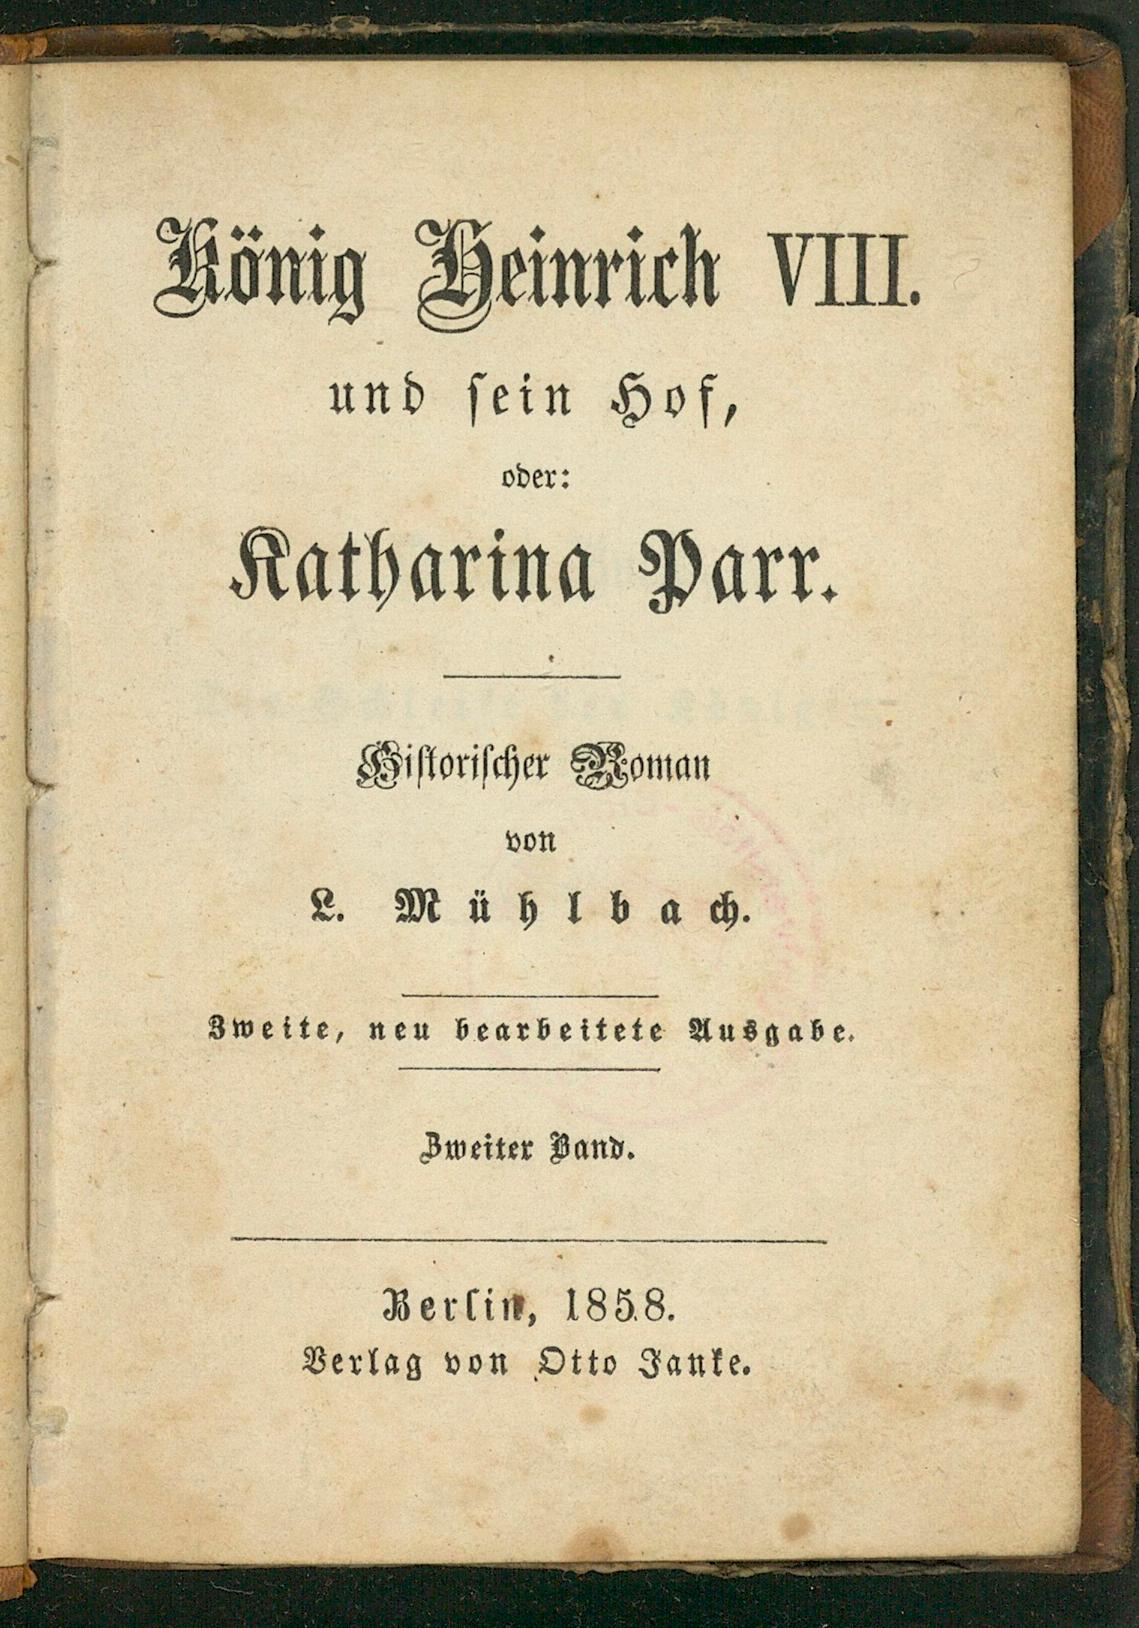 König Heinrich VIII.
und sein Hof,
oder:
Katharina Parr.
Historischer Roman
von
L. Mühlbach.
Zweite, neu bearbeitete Ausgabe.
Zweiter Band.
Berlin, 1858.
Verlag von Otto Janke.